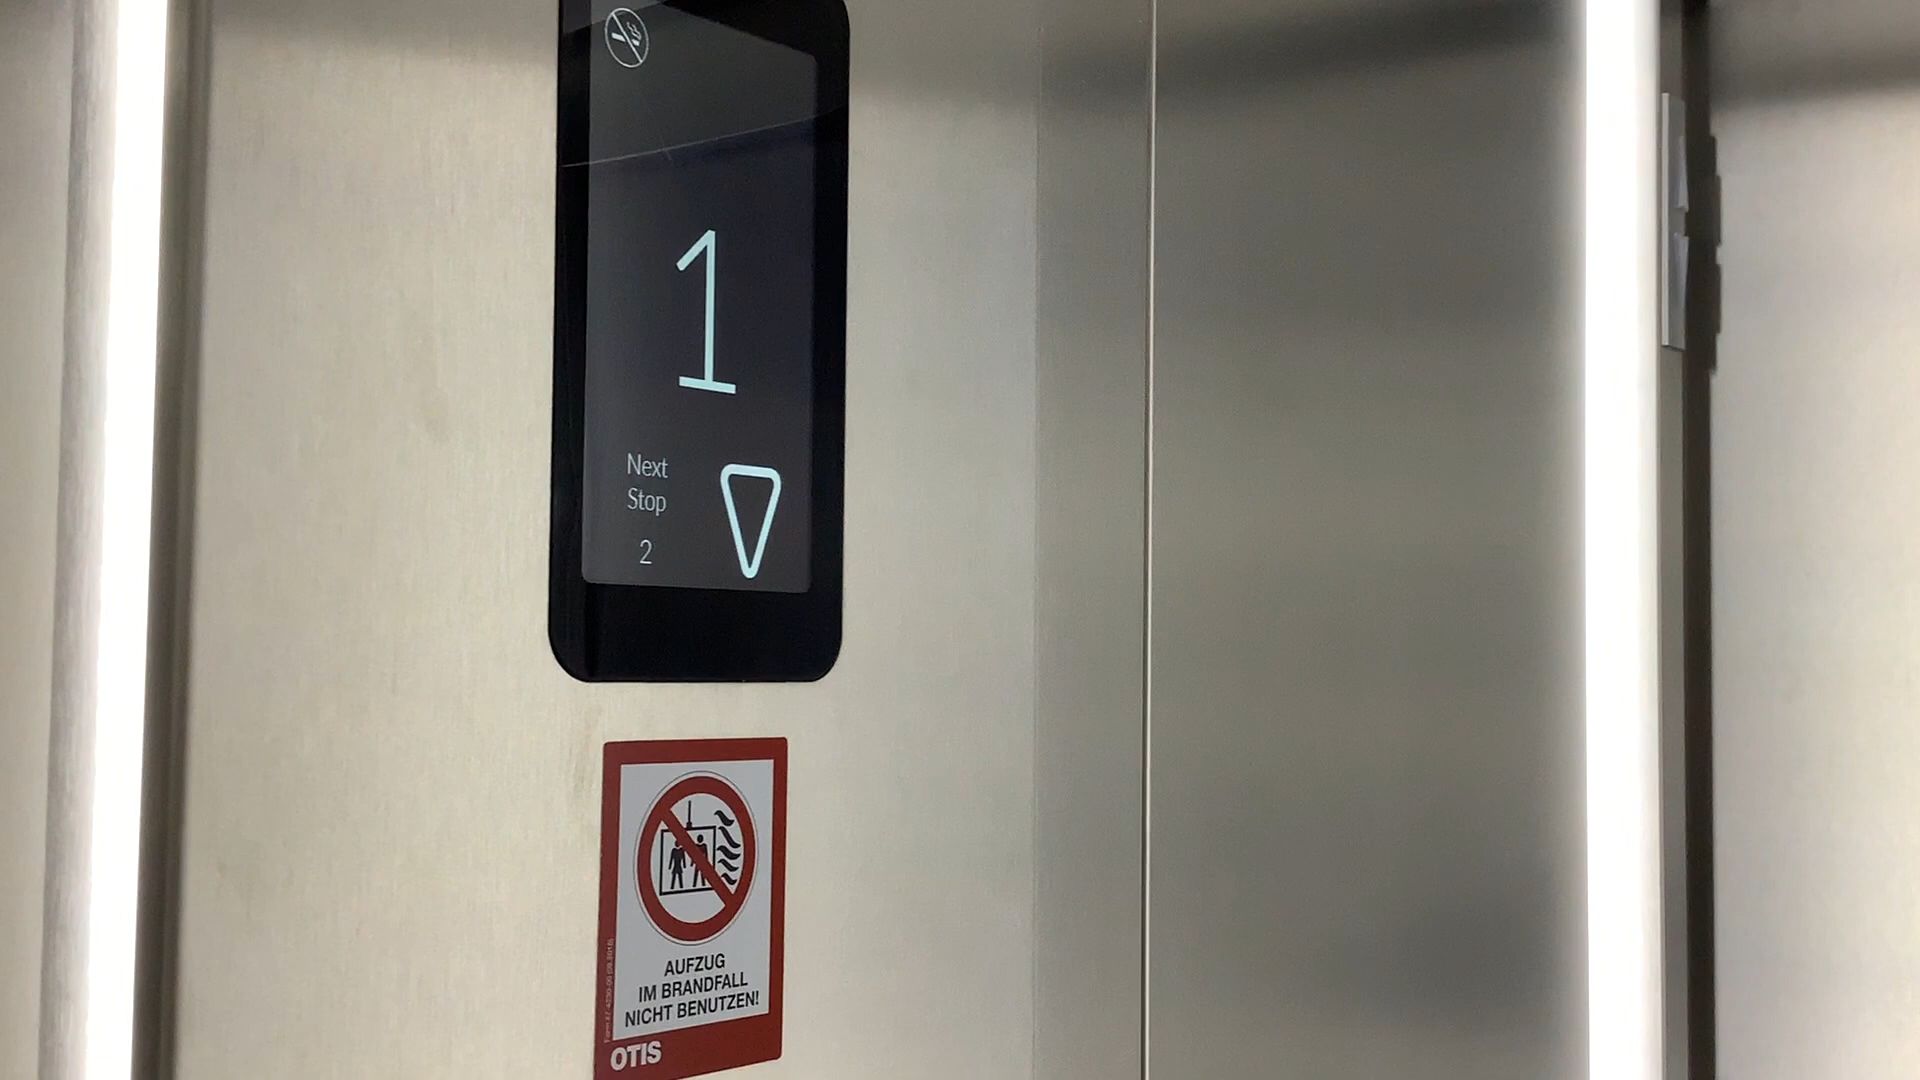 1
Next
Stop
2
AUFZUG
IM BRANDFALL
NICHT BENUTZEN!
OTIS